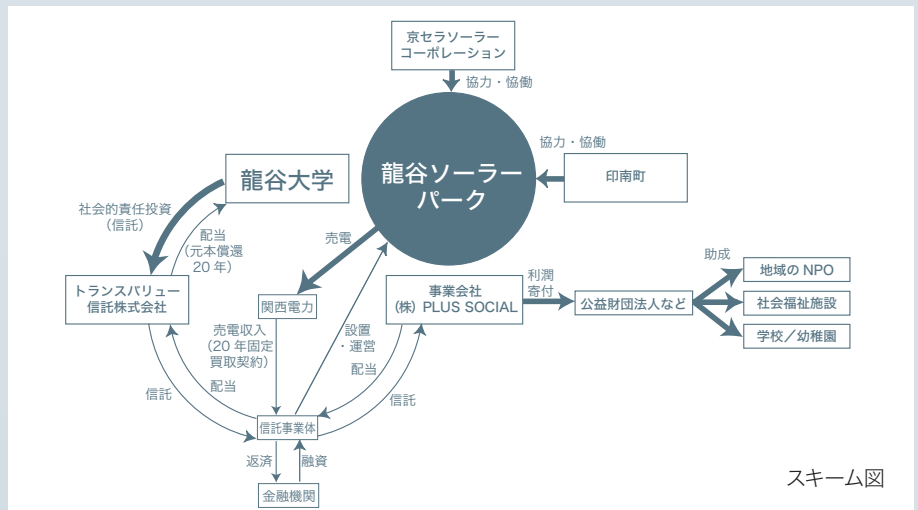 京セラソーラー
コーポレーション
協力・恊働
協力・恊働
龍谷ソーラー
パーク
印南町
龍谷大学
社会的責任投資
（信託）
配当
（元本償還
20 年）
売電
トランスバリュー
信託株式会社
関西電力
事業会社
（株）PLUS SOCIAL
利潤
寄付
公益財団法人など
助成
地域の NPO
社会福祉施設
学校／幼稚園
売電収入
（20 年固定
買取契約）
設置
・運営
配当
配当
信託
信託
信託事業体
返済
融資
金融機関
スキーム図